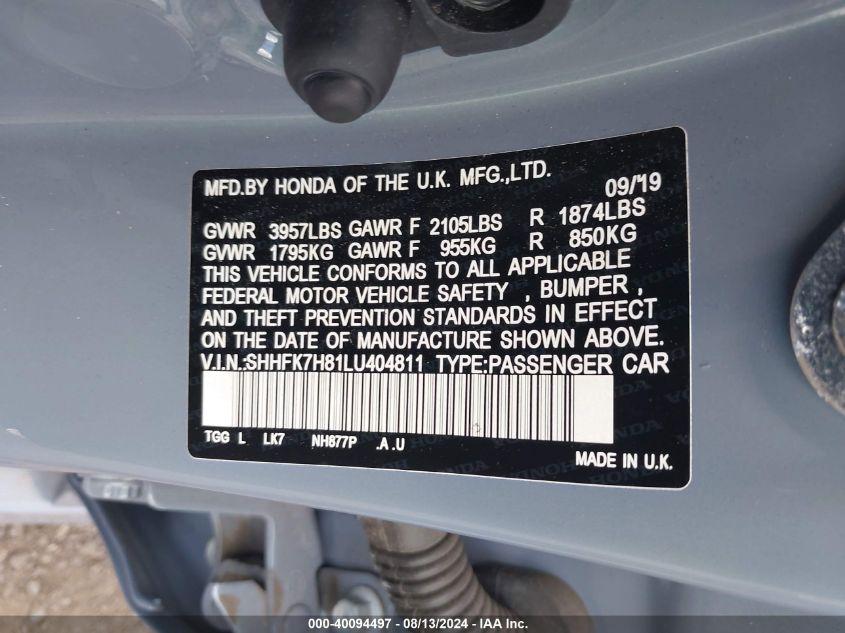 MFD.BY HONDA OF THE U.K. MFG.,LTD. 09/'19
GVWR 3957LBS GAWR F 2105LBS R 1874LBS
GVWR 1795KG GAWR F 955KG R 850KG
THIS VEHICLE CONFORMS TO ALL APPLICABLE
FEDERAL MOTOR VEHICLE SAFETY , BUMPER ,
AND THEFT PREVENTION STANDARDS IN EFFECT
ON THE DATE OF MANUFACTURE SHOWN ABOVE.
V.I.N.:SHHFK7H81LU404811 TYPE:PASSENGER CAR
TGG L LK7 NH877P .A .U
MADE IN U.K.
000-40094497 - 08/13/2024 - IAA Inc.